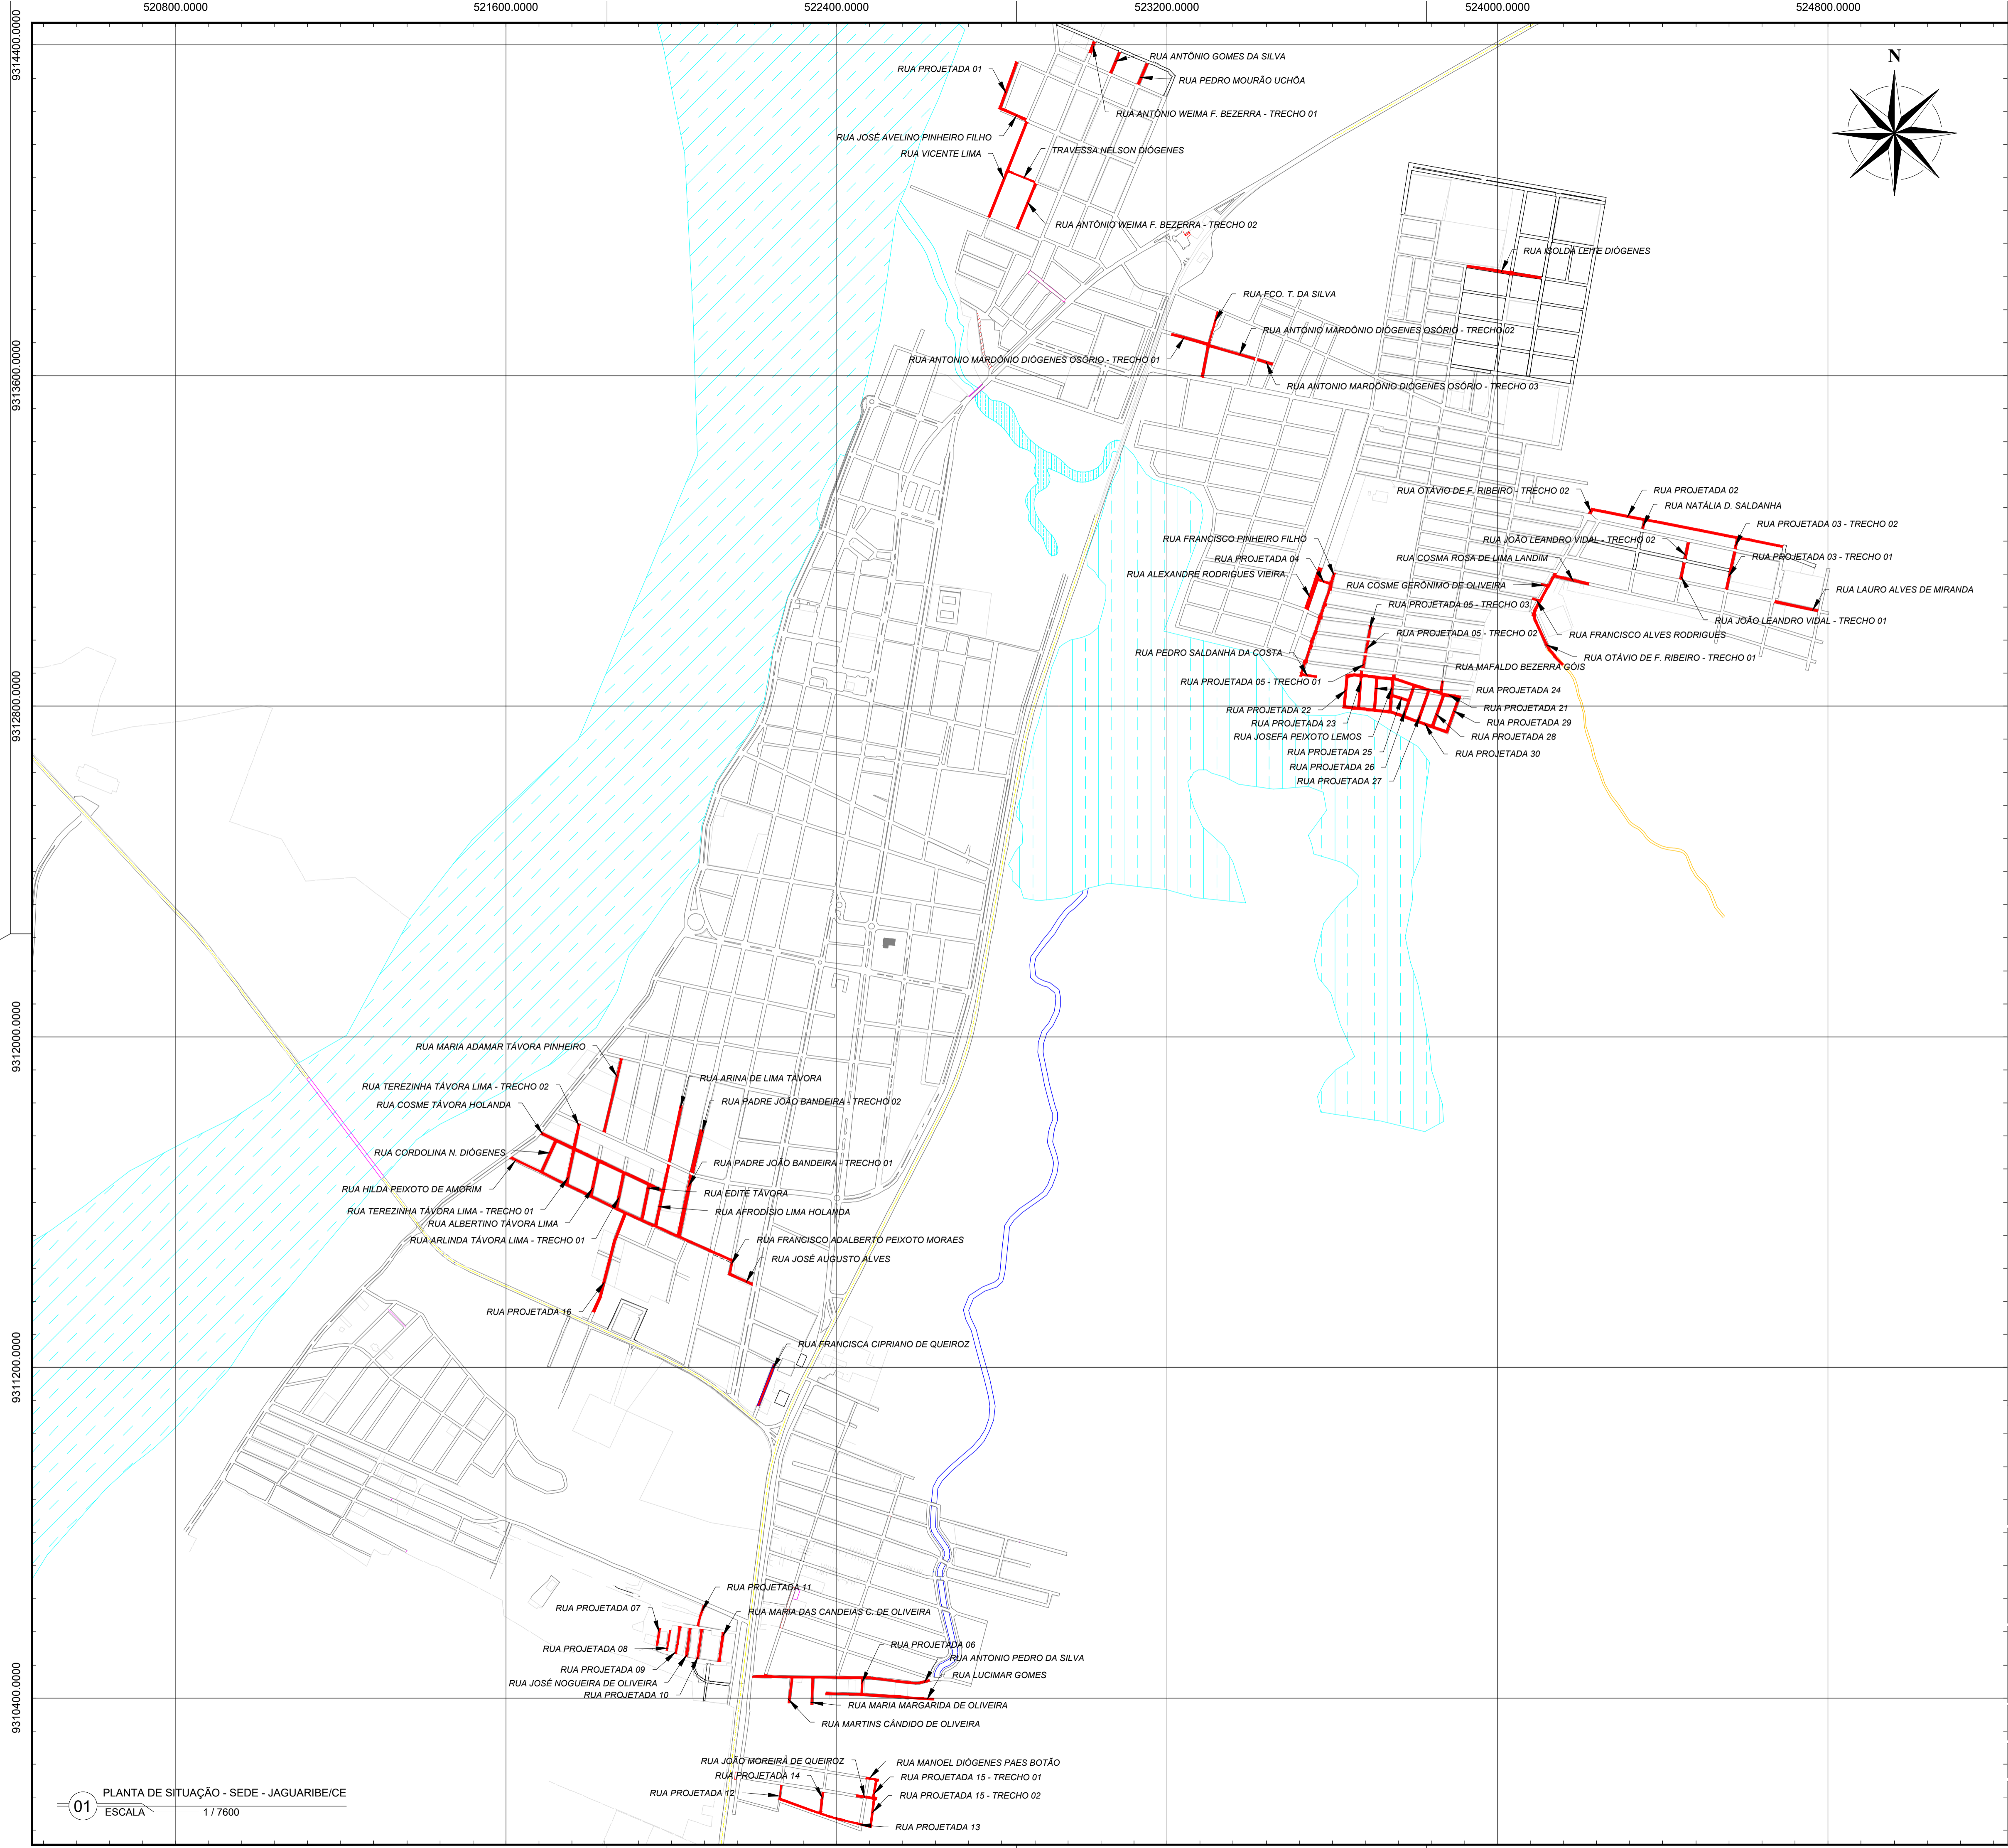 520800.0000
521600.0000
522400.0000
523200.0000
524000.0000
524800.0000
9314400.0000
9313600.0000
9312800.0000
9312000.0000
9311200.0000
9310400.0000
N
RUA PROJETADA 01
RUA ANTÔNIO GOMES DA SILVA
RUA PEDRO MOURÃO UCHÔA
RUA ANTÔNIO WEIMA F. BEZERRA - TRECHO 01
RUA JOSÉ AVELINO PINHEIRO FILHO
RUA VICENTE LIMA
TRAVESSA NELSON DIÓGENES
RUA ANTÔNIO WEIMA F. BEZERRA - TRECHO 02
RUA ISOLDA LEITE DIÓGENES
RUA FCO. T. DA SILVA
RUA ANTONIO MARDÔNIO DIÓGENES OSÓRIO - TRECHO 02
RUA ANTONIO MARDÔNIO DIÓGENES OSÓRIO - TRECHO 01
RUA ANTONIO MARDÔNIO DIÓGENES OSÓRIO - TRECHO 03
RUA OTÁVIO DE F. RIBEIRO - TRECHO 02
RUA PROJETADA 02
RUA NATÁLIA D. SALDANHA
RUA PROJETADA 03 - TRECHO 02
RUA FRANCISCO PINHEIRO FILHO
RUA JOÃO LEANDRO VIDAL - TRECHO 02
RUA PROJETADA 04
RUA COSMA ROSA DE LIMA LANDIM
RUA PROJETADA 03 - TRECHO 01
RUA ALEXANDRE RODRIGUES VIEIRA
RUA COSME GERÔNIMO DE OLIVEIRA
RUA LAURO ALVES DE MIRANDA
RUA PROJETADA 05 - TRECHO 03
RUA JOÃO LEANDRO VIDAL - TRECHO 01
RUA PROJETADA 05 - TRECHO 02
RUA FRANCISCO ALVES RODRIGUES
RUA PEDRO SALDANHA DA COSTA
RUA OTÁVIO DE F. RIBEIRO - TRECHO 01
RUA MAFALDO BEZERRA GÓIS
RUA PROJETADA 05 - TRECHO 01
RUA PROJETADA 24
RUA PROJETADA 22
RUA PROJETADA 21
RUA PROJETADA 23
RUA PROJETADA 29
RUA JOSEFA PEIXOTO LEMOS
RUA PROJETADA 28
RUA PROJETADA 25
RUA PROJETADA 30
RUA PROJETADA 26
RUA PROJETADA 27
RUA MARIA ADAMAR TÁVORA PINHEIRO
RUA ARINA DE LIMA TÁVORA
RUA TEREZINHA TÁVORA LIMA - TRECHO 02
RUA PADRE JOÃO BANDEIRA - TRECHO 02
RUA COSME TÁVORA HOLANDA
RUA CORDOLINA N. DIÓGENES
RUA PADRE JOÃO BANDEIRA - TRECHO 01
RUA HILDA PEIXOTO DE AMORIM
RUA EDITE TÁVORA
RUA TEREZINHA TÁVORA LIMA - TRECHO 01
RUA AFRODÍSIO LIMA HOLANDA
RUA ALBERTINO TÁVORA LIMA
RUA ARLINDA TÁVORA LIMA - TRECHO 01
RUA FRANCISCO ADALBERTO PEIXOTO MORAES
RUA JOSÉ AUGUSTO ALVES
RUA PROJETADA 16
RUA FRANCISCA CIPRIANO DE QUEIROZ
RUA PROJETADA 11
RUA PROJETADA 07
RUA MARIA DAS CANDEIAS C. DE OLIVEIRA
RUA PROJETADA 08
RUA PROJETADA 06
RUA ANTONIO PEDRO DA SILVA
RUA PROJETADA 09
RUA LUCIMAR GOMES
RUA JOSÉ NOGUEIRA DE OLIVEIRA
RUA PROJETADA 10
RUA MARIA MARGARIDA DE OLIVEIRA
RUA MARTINS CÂNDIDO DE OLIVEIRA
RUA JOÃO MOREIRA DE QUEIROZ
RUA MANOEL DIÓGENES PAES BOTÃO
RUA PROJETADA 14
RUA PROJETADA 15 - TRECHO 01
RUA PROJETADA 12
RUA PROJETADA 15 - TRECHO 02
RUA PROJETADA 13
01
PLANTA DE SITUAÇÃO - SEDE - JAGUARIBE/CE
ESCALA 1 / 7600